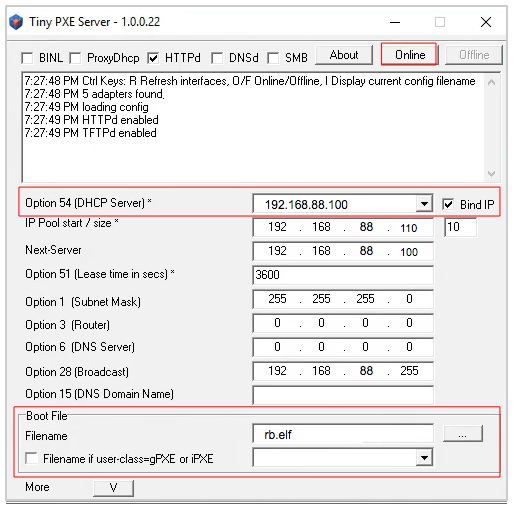 Tiny PXE Server - 1.0.0.22
BINL ProxyDhcp HTTPd DNSd SMB About Online Offline
7:27:48 PM Ctrl Keys: R Refresh interfaces, O/F Online/Offline, I Display current config filename
7:27:48 PM 5 adapters found,
7:27:49 PM loading config
7:27:49 PM HTTPd enabled
7:27:49 PM TFTPd enabled
Option 54 (DHCP Server) * 192.168.88.100 Bind IP
IP Pool start / size * 192 . 168 . 88 . 110 10
Next-Server 192 . 168 . 88 . 100
Option 51 (Lease time in secs) * 3600
Option 1 (Subnet Mask) 255 . 255 . 255 . 0
Option 3 (Router) 0 . 0 . 0 . 0
Option 6 (DNS Server) 0 . 0 . 0 . 0
Option 28 (Broadcast) 192 . 168 . 88 . 255
Option 15 (DNS Domain Name)
Boot File
Filename rb.elf ...
Filename if user-class=gPXE or iPXE
More V